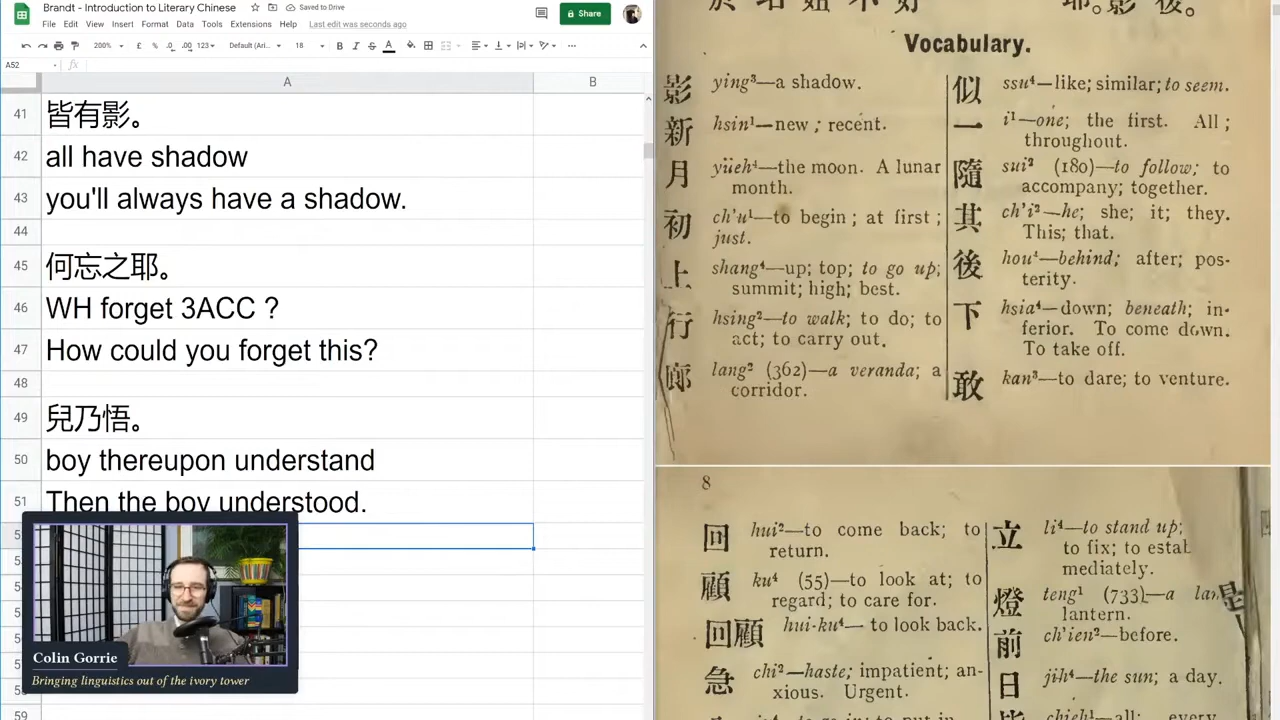 Brandt - Introduction to Literary Chinese
Saved to Drive
File Edit View Insert Format Data Tools Extensions Help Last edit was seconds ago
Share
200% £ % .0 .00 123 Default (Ari... 18 B I S A
A52
fx
A B
41 皆有影。
42 all have shadow
43 you'll always have a shadow.
44
45 何忘之耶。
46 WH forget 3ACC ?
47 How could you forget this?
48
49 兒乃悟。
50 boy thereupon understand
51 Then the boy understood.
59
Colin Gorrie
Bringing linguistics out of the ivory tower
Vocabulary.
影 ying³—a shadow.
新 hsin¹—new ; recent.
月 yüeh⁴—the moon. A lunar
month.
初 ch'u¹—to begin ; at first ;
just.
上 shang⁴—up; top; to go up;
summit; high; best.
行 hsing²—to walk; to do; to
act; to carry out.
廊 lang² (362)—a veranda; a
corridor.
似 ssu⁴—like; similar; to seem.
一 i¹—one; the first. All ;
throughout.
隨 sui² (180)—to follow; to
accompany; together.
其 ch'i²—he; she; it; they.
This; that.
後 hou⁴—behind; after; pos-
terity.
下 hsia⁴—down; beneath; in-
ferior. To come down.
To take off.
敢 kan³—to dare; to venture.
8
回 hui²—to come back; to
return.
顧 ku⁴ (55)—to look at; to
regard; to care for.
回顧 hui-ku⁴— to look back.
急 chi²—haste; impatient; an-
xious. Urgent.
立 li⁴—to stand up;
to fix; to estab
mediately.
燈 teng¹ (733)—a lan
lantern.
前 ch'ien²—before.
日 jih⁴—the sun; a day.